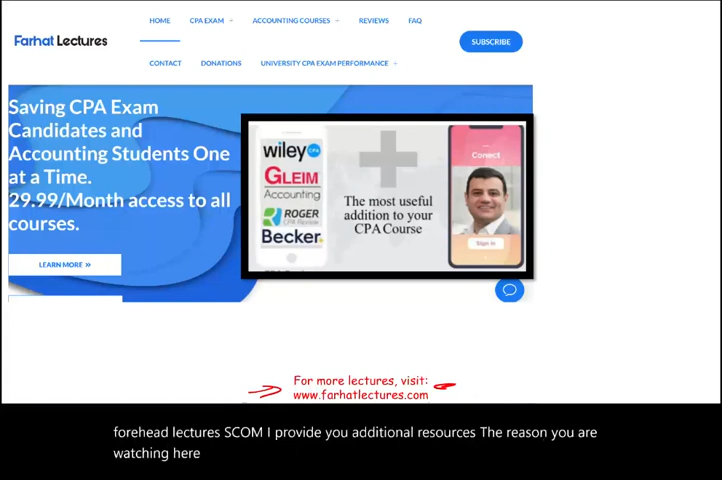 HOME
CPA EXAM
ACCOUNTING COURSES
REVIEWS
FAQ
Farhat Lectures
SUBSCRIBE
CONTACT
DONATIONS
UNIVERSITY CPA EXAM PERFORMANCE
Saving CPA Exam
Candidates and
Accounting Students One
at a Time.
29.99/Month access to all
courses.
LEARN MORE »
wiley CPA
GLEIM
Accounting
ROGER
CPA Review
Becker.
The most useful
addition to your
CPA Course
Conect
Sign in
For more lectures, visit:
www.farhatlectures.com
forehead lectures SCOM I provide you additional resources The reason you are
watching here